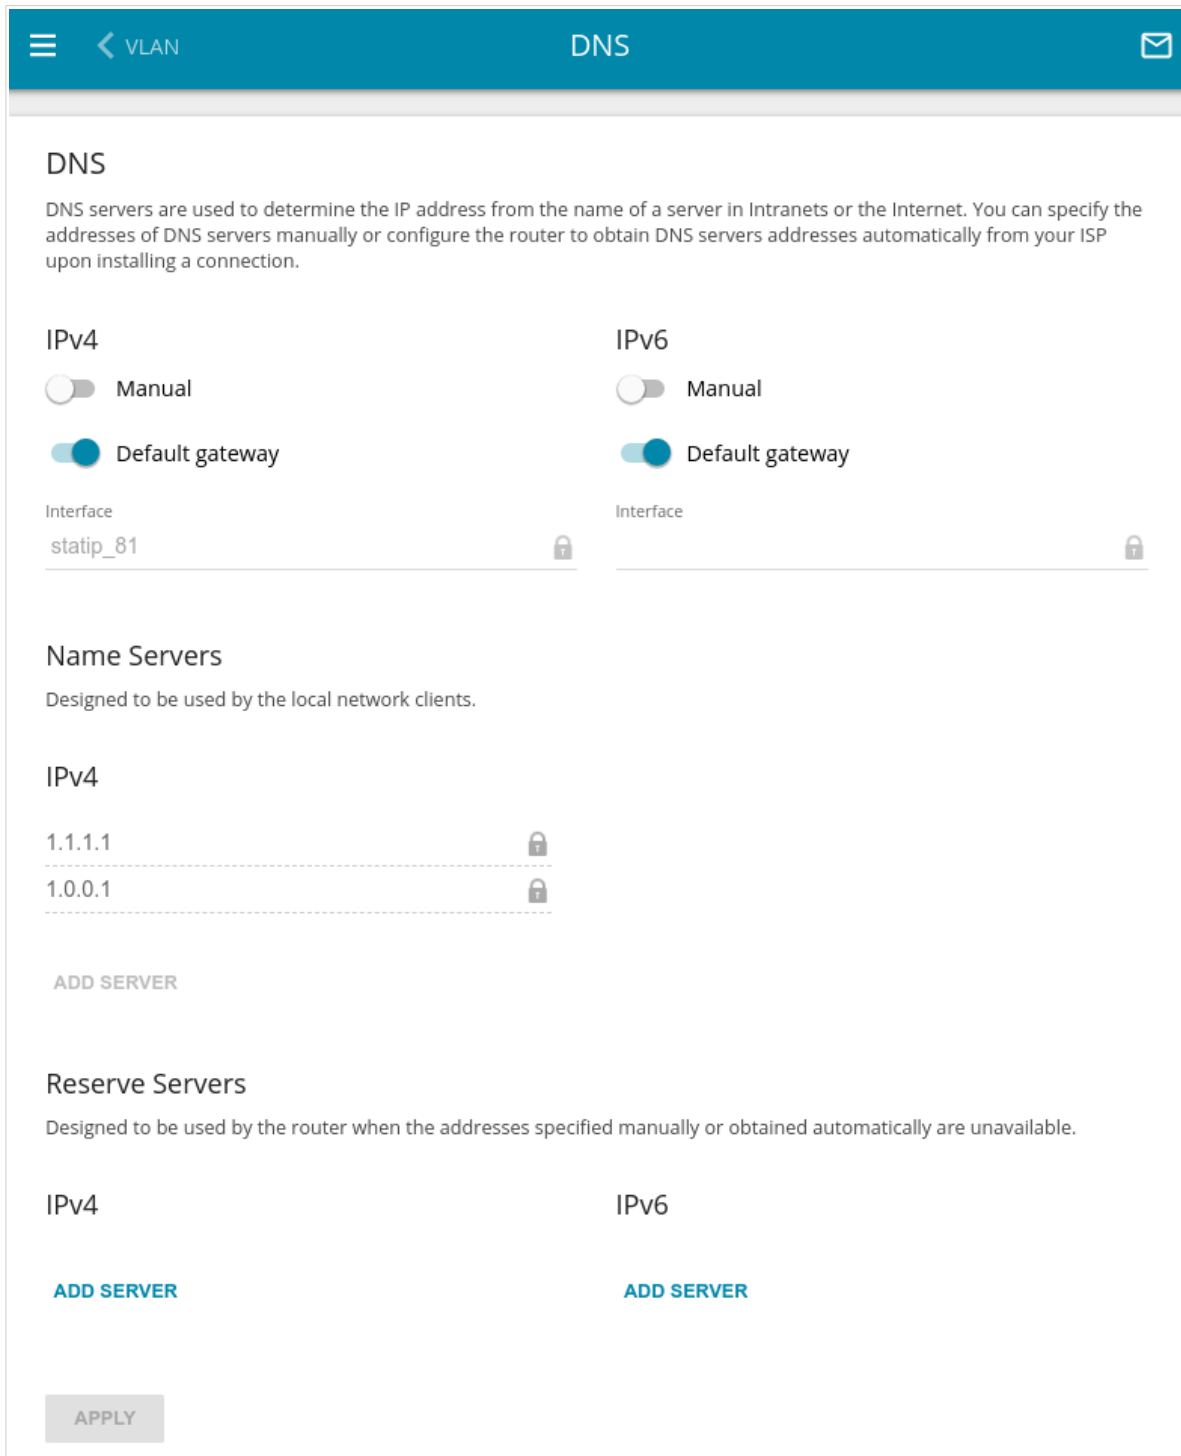 VLAN
DNS
DNS
DNS servers are used to determine the IP address from the name of a server in Intranets or the Internet. You can specify the
addresses of DNS servers manually or configure the router to obtain DNS servers addresses automatically from your ISP
upon installing a connection.
IPv4
Manual
Default gateway
Interface
statip_81
IPv6
Manual
Default gateway
Interface
Name Servers
Designed to be used by the local network clients.
IPv4
1.1.1.1
1.0.0.1
ADD SERVER
Reserve Servers
Designed to be used by the router when the addresses specified manually or obtained automatically are unavailable.
IPv4
ADD SERVER
IPv6
ADD SERVER
APPLY